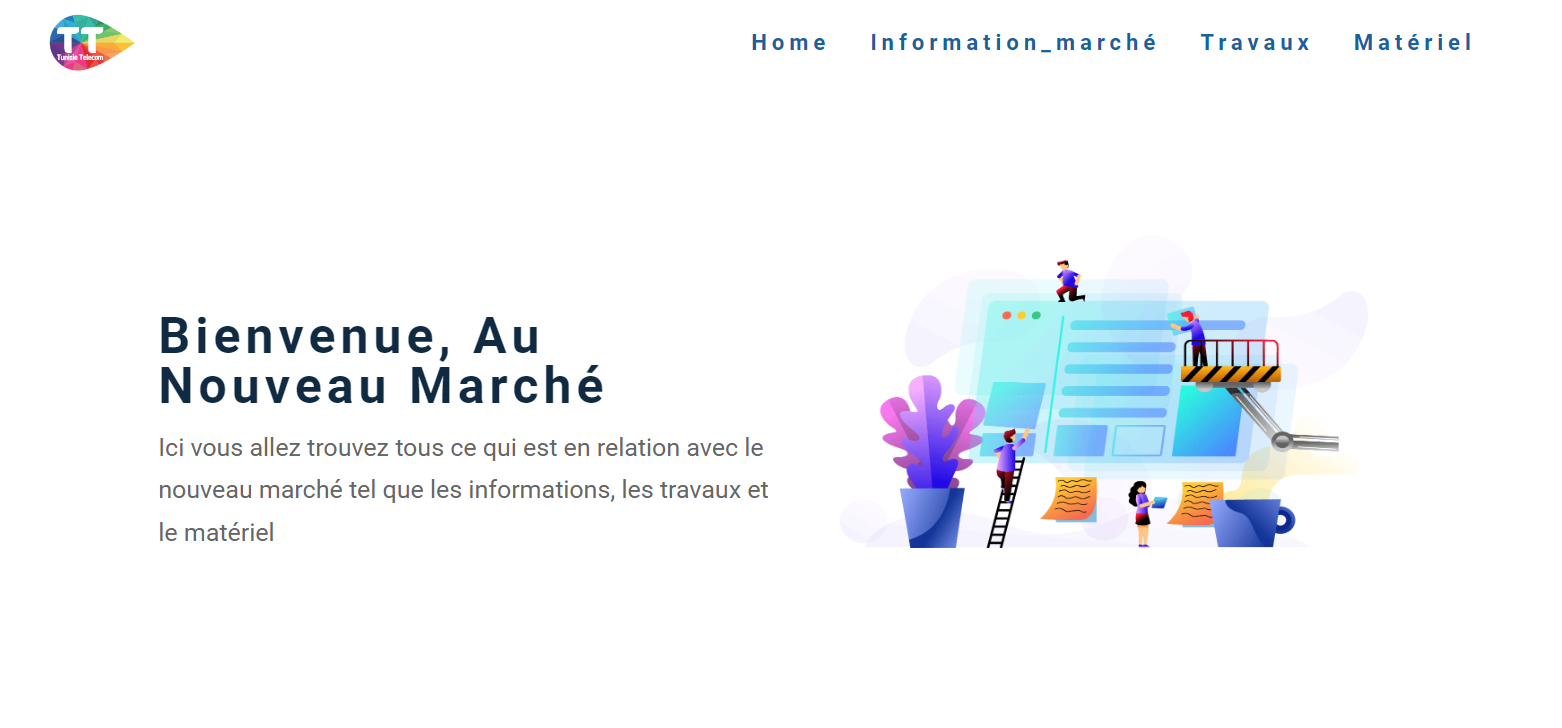 TT
Tunisie Telecom
Home Information_marché Travaux Matériel
Bienvenue, Au
Nouveau Marché
Ici vous allez trouvez tous ce qui est en relation avec le
nouveau marché tel que les informations, les travaux et
le matériel